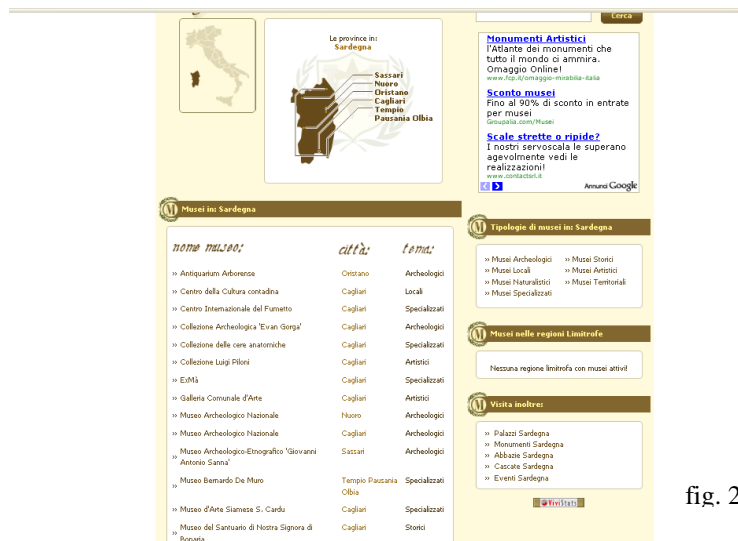 Cerca
Le province in:
Sardegna
Sassari
Nuoro
Oristano
Cagliari
Tempio
Pausania Olbia
Monumenti Artistici
l'Atlante dei monumenti che
tutto il mondo ci ammira.
Omaggio Online!
www.fcp.it/omaggio-mirabilia-italia
Sconto musei
Fino al 90% di sconto in entrate
per musei
Groupalia.com/Musei
Scale strette o ripide?
I nostri servoscala le superano
agevolmente vedi le
realizzazioni!
www.contactsrl.it
Annunci Google
M Musei in: Sardegna
nome museo: città: tema:
» Antiquarium Arborense Oristano Archeologici
» Centro della Cultura contadina Cagliari Locali
» Centro Internazionale del Fumetto Cagliari Specializzati
» Collezione Archeologica 'Evan Gorga' Cagliari Archeologici
» Collezione delle cere anatomiche Cagliari Specializzati
» Collezione Luigi Piloni Cagliari Artistici
» ExMà Cagliari Specializzati
» Galleria Comunale d'Arte Cagliari Artistici
» Museo Archeologico Nazionale Nuoro Archeologici
» Museo Archeologico Nazionale Cagliari Archeologici
» Museo Archeologico-Etnografico 'Giovanni Sassari Archeologici
Antonio Sanna'
» Museo Bernardo De Muro Tempio Pausania Specializzati
Olbia
» Museo d'Arte Siamese S. Cardu Cagliari Specializzati
» Museo del Santuario di Nostra Signora di Cagliari Storici
Bonaria
M Tipologie di musei in: Sardegna
» Musei Archeologici » Musei Storici
» Musei Locali » Musei Artistici
» Musei Naturalistici » Musei Territoriali
» Musei Specializzati
M Musei nelle regioni Limitrofe
Nessuna regione limitrofa con musei attivi!
M Visita inoltre:
» Palazzi Sardegna
» Monumenti Sardegna
» Abbazie Sardegna
» Cascate Sardegna
» Eventi Sardegna
ViviStats
fig. 2